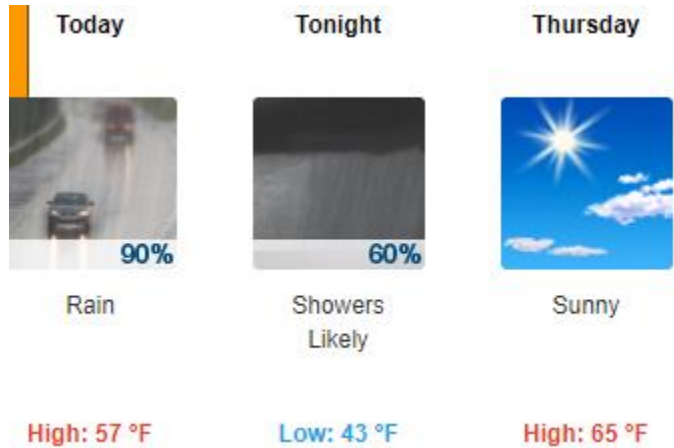 Today
Tonight
Thursday
90%
60%
Rain
Showers
Likely
Sunny
High: 57 °F
Low: 43 °F
High: 65 °F